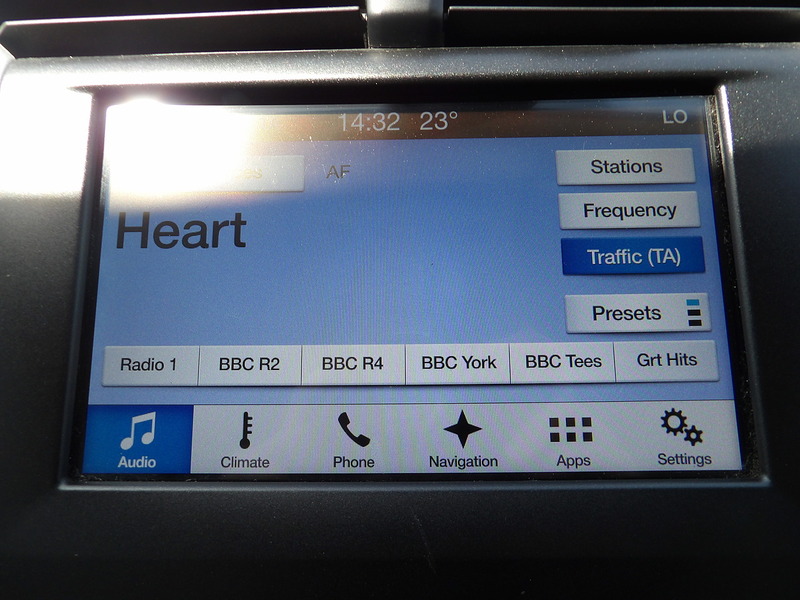 14:32 23° LO
AF
Stations
Heart
Frequency
Traffic (TA)
Presets
Radio 1 BBC R2 BBC R4 BBC York BBC Tees Grt Hits
Audio Climate Phone Navigation Apps Settings